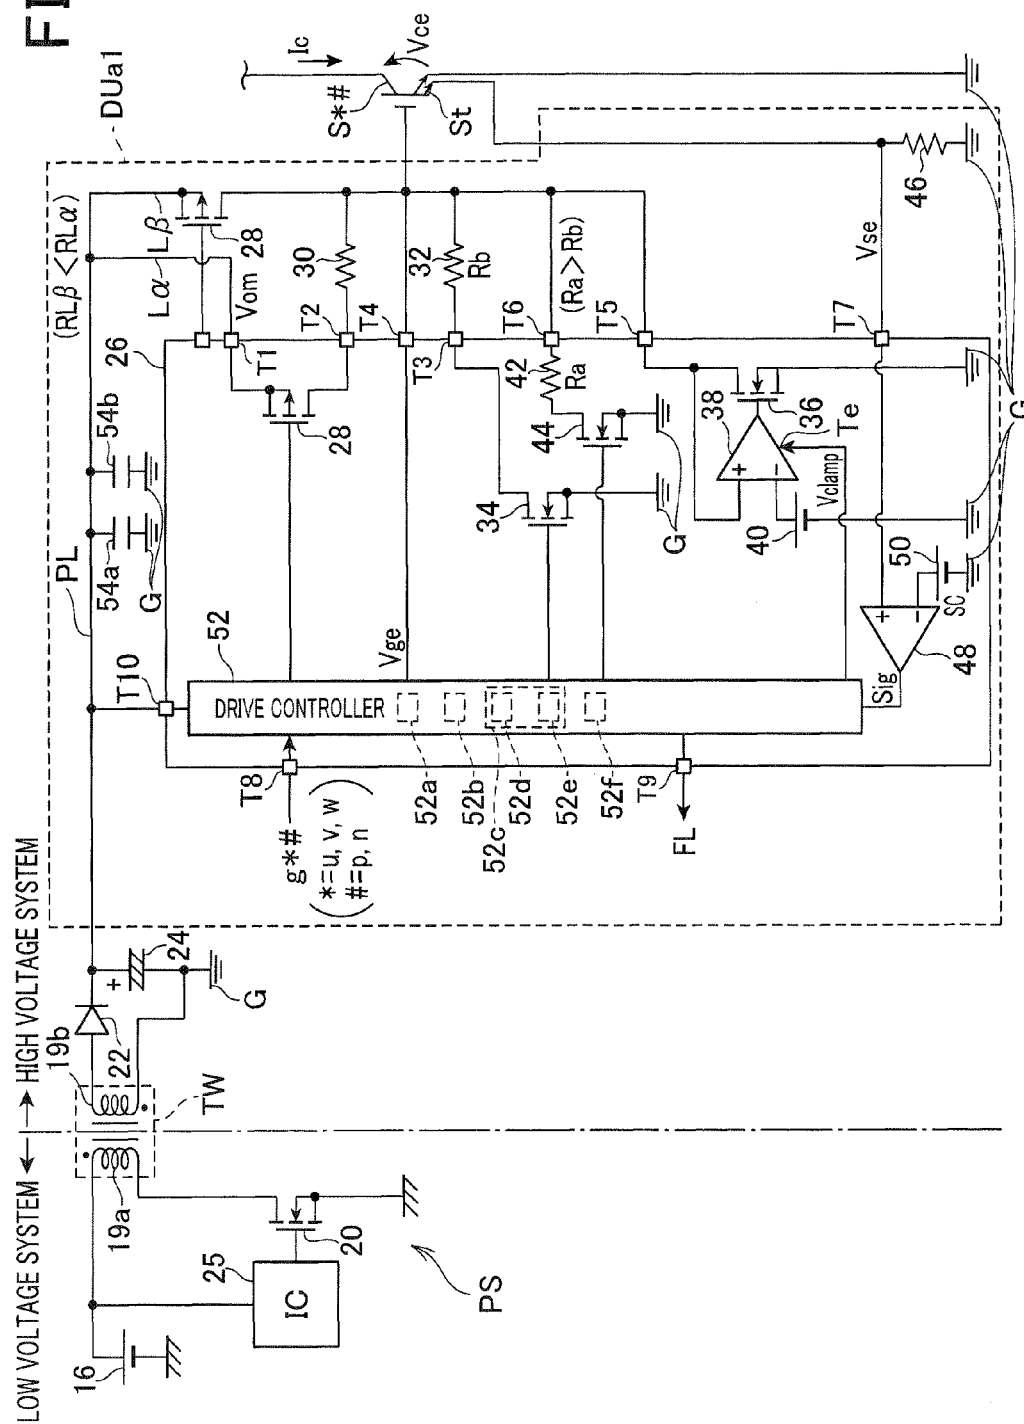 FI
LOW VOLTAGE SYSTEM
HIGH VOLTAGE SYSTEM
16
19a
19b
TW
25
IC
20
PS
22
+
24
G
PL
54a
54b
G
26
(RLβ<RLα)
Lα
Lβ
DUa1
28
Vom
T1
28
T10
52
DRIVE CONTROLLER
T8
g*#
(*=u, v, w
#=p, n)
52a
52b
52c
52d
52e
52f
T9
FL
T2
30
T4
Vge
T3
32
Rb
34
T6
42
Ra
44
(Ra>Rb)
G
T5
38
36
+
−
40
Vclamp
Te
T7
Vse
46
50
SC
+
−
48
Sig
G
Ic
Vce
S*#
St